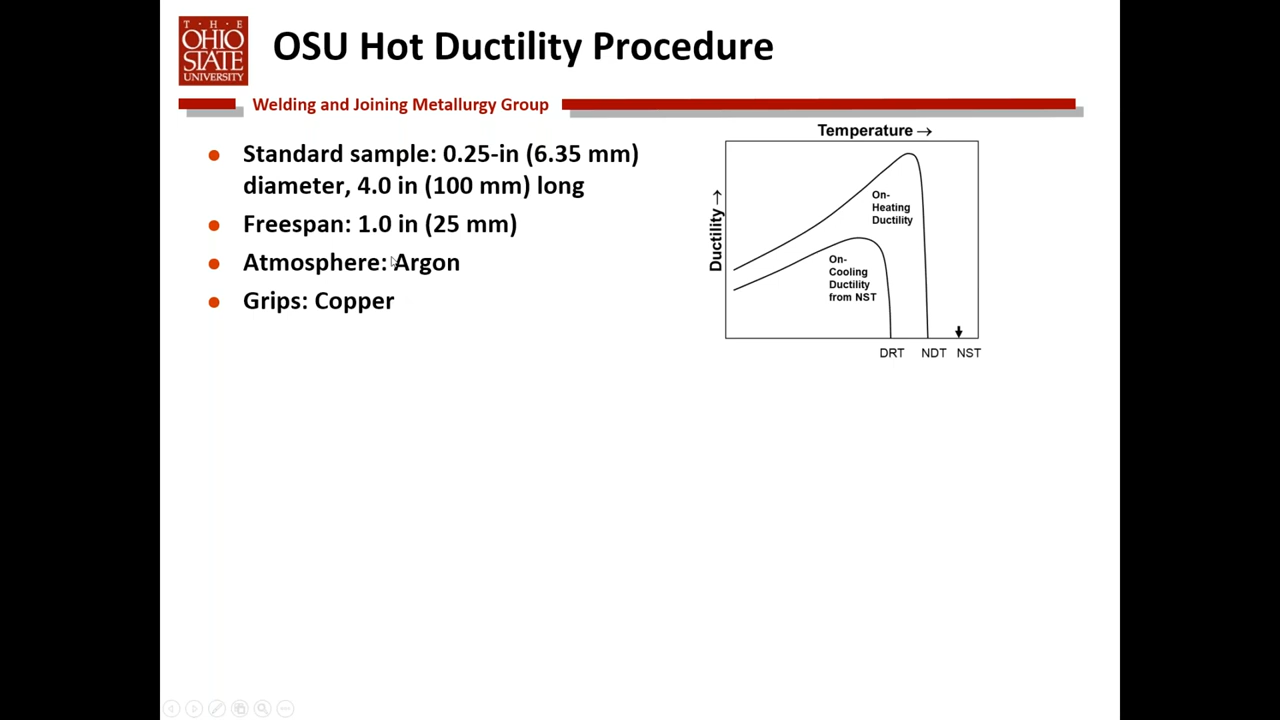 T · H · E
OHIO
STATE
UNIVERSITY
OSU Hot Ductility Procedure
Welding and Joining Metallurgy Group
Standard sample: 0.25-in (6.35 mm)
diameter, 4.0 in (100 mm) long
Freespan: 1.0 in (25 mm)
Atmosphere: Argon
Grips: Copper
Temperature →
Ductility →
On-
Heating
Ductility
On-
Cooling
Ductility
from NST
DRT NDT NST